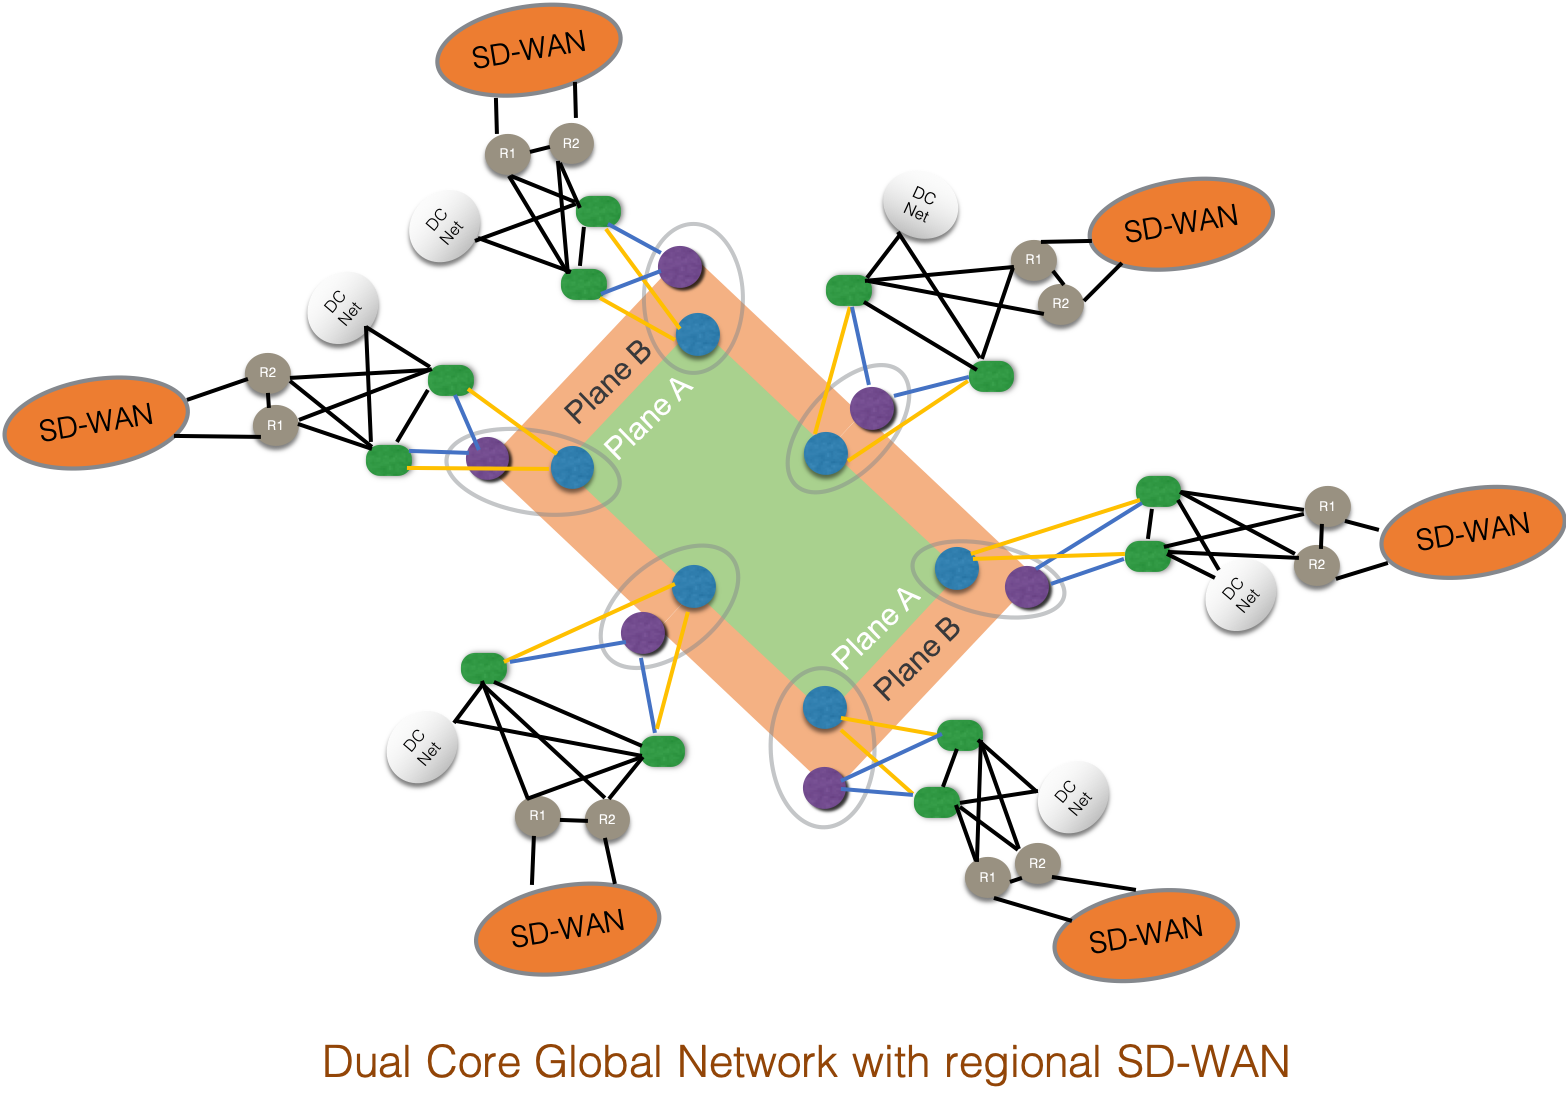 SD-WAN
R1
R2
DC
Net
DC
Net
SD-WAN
R1
R2
DC
Net
R2
R1
SD-WAN
Plane B
Plane A
SD-WAN
R1
R2
DC
Net
Plane A
Plane B
DC
Net
R1
R2
SD-WAN
DC
Net
R1
R2
SD-WAN
Dual Core Global Network with regional SD-WAN